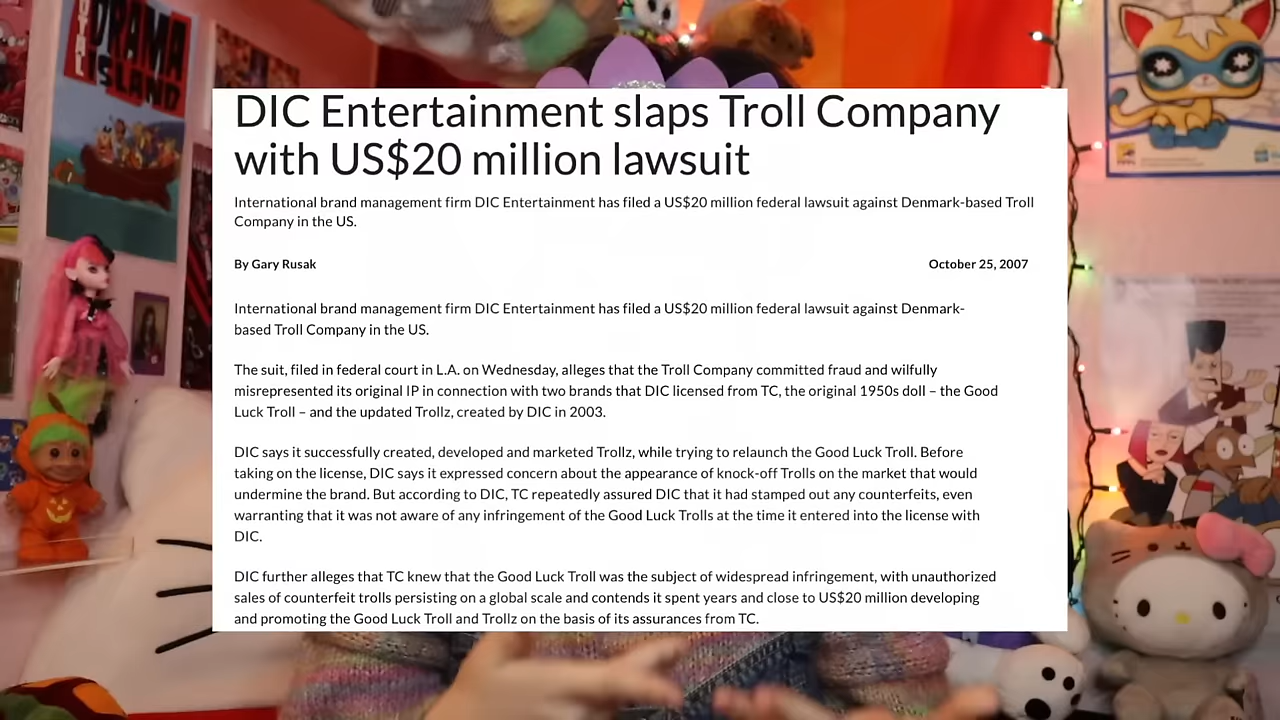 TOTAL
DRAMA
ISLAND
DIC Entertainment slaps Troll Company
with US$20 million lawsuit
International brand management firm DIC Entertainment has filed a US$20 million federal lawsuit against Denmark-based Troll
Company in the US.
By Gary Rusak
October 25, 2007
International brand management firm DIC Entertainment has filed a US$20 million federal lawsuit against Denmark-
based Troll Company in the US.
The suit, filed in federal court in L.A. on Wednesday, alleges that the Troll Company committed fraud and wilfully
misrepresented its original IP in connection with two brands that DIC licensed from TC, the original 1950s doll – the Good
Luck Troll – and the updated Trollz, created by DIC in 2003.
DIC says it successfully created, developed and marketed Trollz, while trying to relaunch the Good Luck Troll. Before
taking on the license, DIC says it expressed concern about the appearance of knock-off Trolls on the market that would
undermine the brand. But according to DIC, TC repeatedly assured DIC that it had stamped out any counterfeits, even
warranting that it was not aware of any infringement of the Good Luck Trolls at the time it entered into the license with
DIC.
DIC further alleges that TC knew that the Good Luck Troll was the subject of widespread infringement, with unauthorized
sales of counterfeit trolls persisting on a global scale and contends it spent years and close to US$20 million developing
and promoting the Good Luck Troll and Trollz on the basis of its assurances from TC.